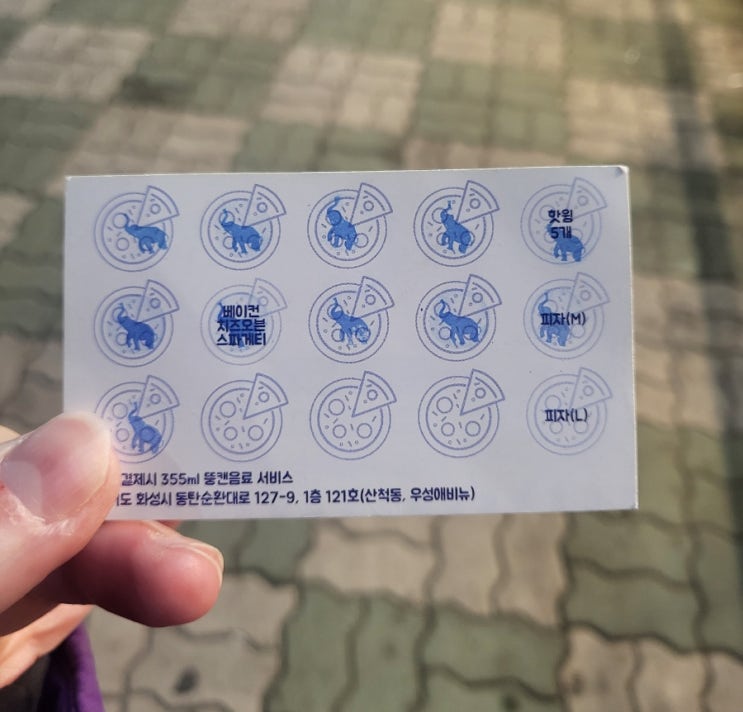 핫윙
5개
베이컨
치즈오븐
스파게티
피자(M)
피자(L)
결제시 355ml 뚱캔음료 서비스
화성시 동탄순환대로 127-9, 1층 121호(산척동, 우성애비뉴)